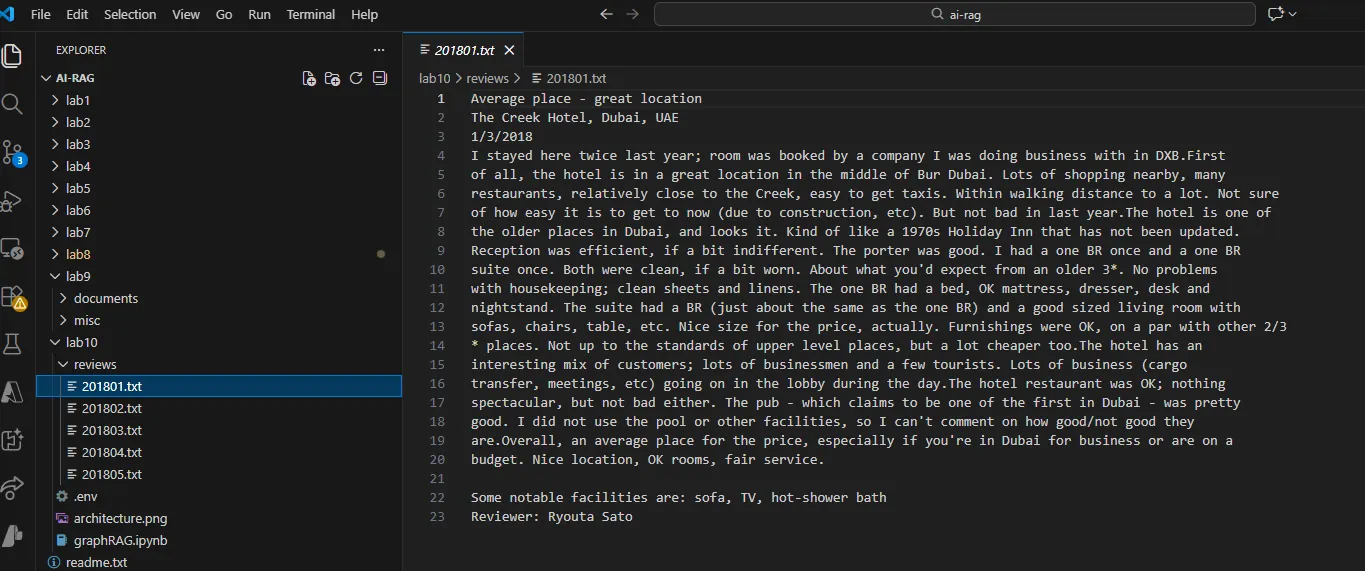 File Edit Selection View Go Run Terminal Help
ai-rag
EXPLORER
AI-RAG
lab1
lab2
lab3
lab4
lab5
lab6
lab7
lab8
lab9
documents
misc
lab10
reviews
201801.txt
201802.txt
201803.txt
201804.txt
201805.txt
.env
architecture.png
graphRAG.ipynb
readme.txt
3
201801.txt
lab10 > reviews > 201801.txt
1 Average place - great location
2 The Creek Hotel, Dubai, UAE
3 1/3/2018
4 I stayed here twice last year; room was booked by a company I was doing business with in DXB.First
5 of all, the hotel is in a great location in the middle of Bur Dubai. Lots of shopping nearby, many
6 restaurants, relatively close to the Creek, easy to get taxis. Within walking distance to a lot. Not sure
7 of how easy it is to get to now (due to construction, etc). But not bad in last year.The hotel is one of
8 the older places in Dubai, and looks it. Kind of like a 1970s Holiday Inn that has not been updated.
9 Reception was efficient, if a bit indifferent. The porter was good. I had a one BR once and a one BR
10 suite once. Both were clean, if a bit worn. About what you'd expect from an older 3*. No problems
11 with housekeeping; clean sheets and linens. The one BR had a bed, OK mattress, dresser, desk and
12 nightstand. The suite had a BR (just about the same as the one BR) and a good sized living room with
13 sofas, chairs, table, etc. Nice size for the price, actually. Furnishings were OK, on a par with other 2/3
14 * places. Not up to the standards of upper level places, but a lot cheaper too.The hotel has an
15 interesting mix of customers; lots of businessmen and a few tourists. Lots of business (cargo
16 transfer, meetings, etc) going on in the lobby during the day.The hotel restaurant was OK; nothing
17 spectacular, but not bad either. The pub - which claims to be one of the first in Dubai - was pretty
18 good. I did not use the pool or other facilities, so I can't comment on how good/not good they
19 are.Overall, an average place for the price, especially if you're in Dubai for business or are on a
20 budget. Nice location, OK rooms, fair service.
21
22 Some notable facilities are: sofa, TV, hot-shower bath
23 Reviewer: Ryouta Sato